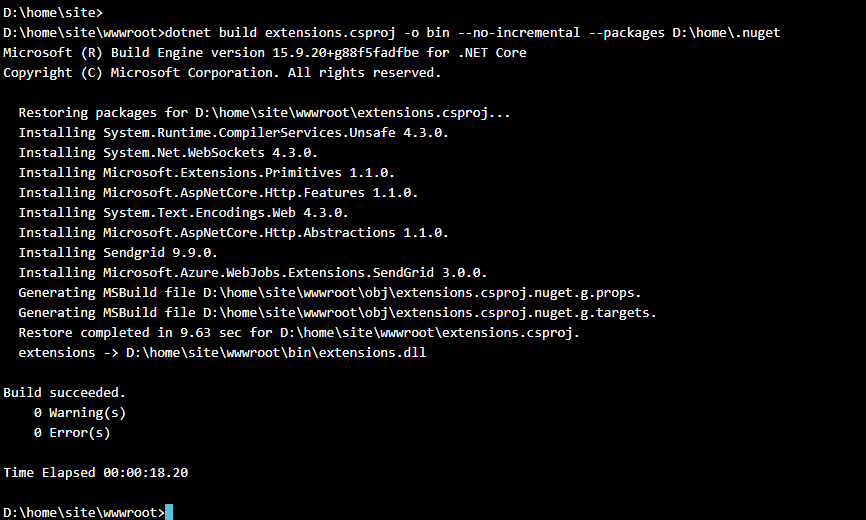 D:\home\site>
D:\home\site\wwwroot>dotnet build extensions.csproj -o bin --no-incremental --packages D:\home\.nuget
Microsoft (R) Build Engine version 15.9.20+g88f5fadfbe for .NET Core
Copyright (C) Microsoft Corporation. All rights reserved.
Restoring packages for D:\home\site\wwwroot\extensions.csproj...
Installing System.Runtime.CompilerServices.Unsafe 4.3.0.
Installing System.Net.WebSockets 4.3.0.
Installing Microsoft.Extensions.Primitives 1.1.0.
Installing Microsoft.AspNetCore.Http.Features 1.1.0.
Installing System.Text.Encodings.Web 4.3.0.
Installing Microsoft.AspNetCore.Http.Abstractions 1.1.0.
Installing Sendgrid 9.9.0.
Installing Microsoft.Azure.WebJobs.Extensions.SendGrid 3.0.0.
Generating MSBuild file D:\home\site\wwwroot\obj\extensions.csproj.nuget.g.props.
Generating MSBuild file D:\home\site\wwwroot\obj\extensions.csproj.nuget.g.targets.
Restore completed in 9.63 sec for D:\home\site\wwwroot\extensions.csproj.
extensions -> D:\home\site\wwwroot\bin\extensions.dll
Build succeeded.
0 Warning(s)
0 Error(s)
Time Elapsed 00:00:18.20
D:\home\site\wwwroot>